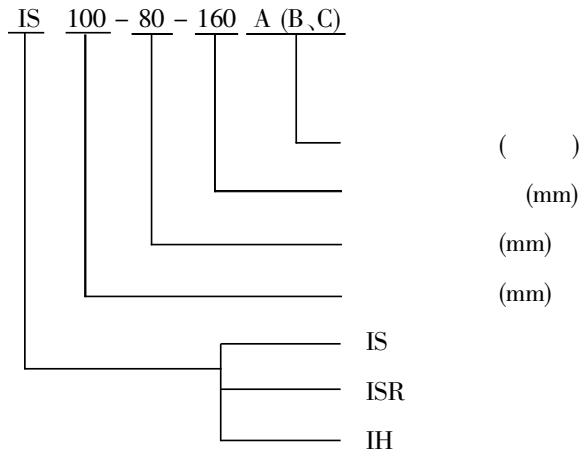 IS 100 - 80 - 160 A (B、C)
( )
(mm)
(mm)
(mm)
IS
ISR
IH